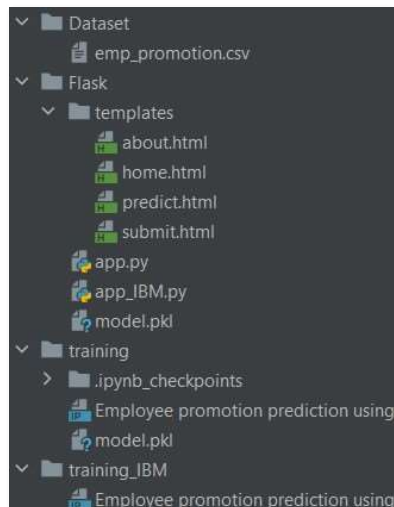 Dataset
emp_promotion.csv
Flask
templates
about.html
home.html
predict.html
submit.html
app.py
app_IBM.py
model.pkl
training
.ipynb_checkpoints
Employee promotion prediction using
model.pkl
training_IBM
Employee promotion prediction using